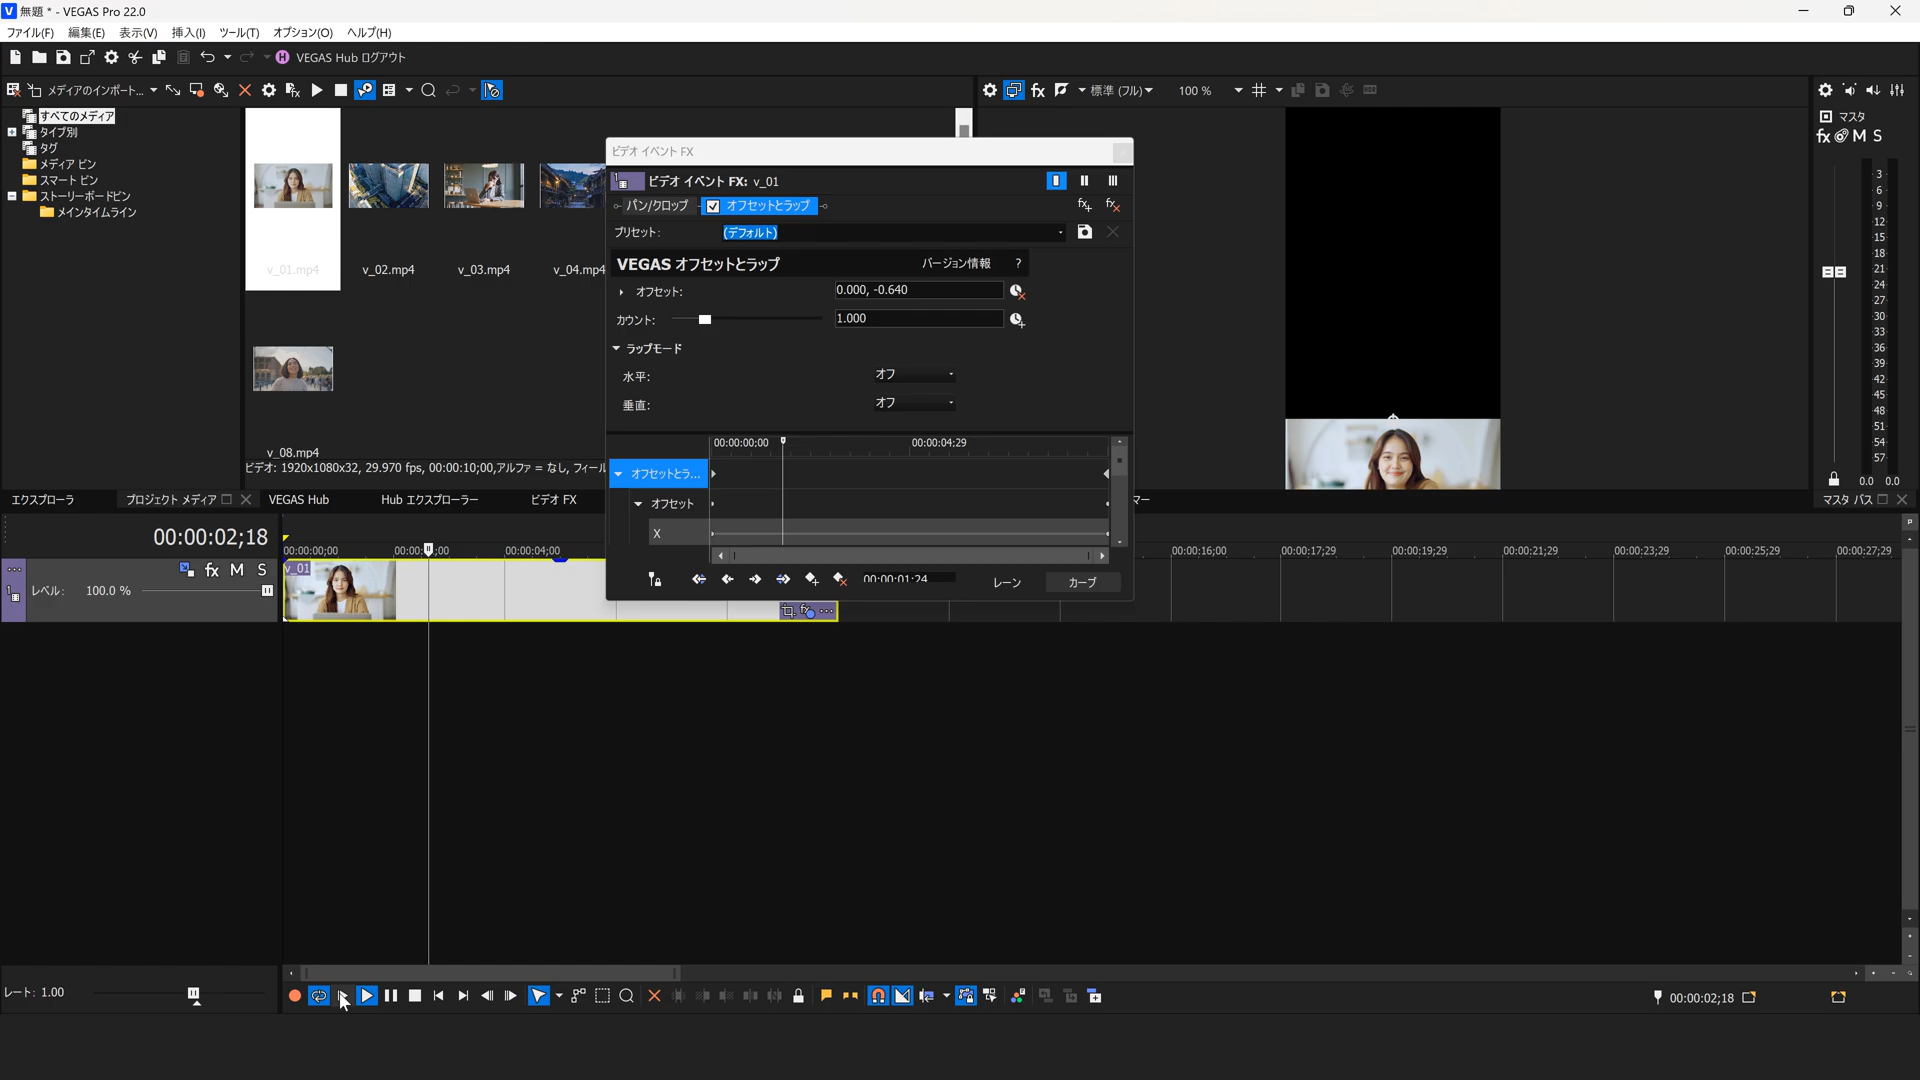 無題 * - VEGAS Pro 22.0
ファイル(F) 編集(E) 表示(V) 挿入(I) ツール(T) オプション(O) ヘルプ(H)
VEGAS Hub ログアウト
メディアのインポート...
標準 (フル)
100 %
すべてのメディア
タイプ別
タグ
メディア ビン
スマート ビン
ストーリーボードビン
メインタイムライン
v_01.mp4 v_02.mp4 v_03.mp4 v_04.mp4
v_08.mp4
ビデオ: 1920x1080x32, 29.970 fps, 00:00:10;00,アルファ = なし, フィール
ビデオ イベント FX
ビデオ イベント FX: v_01
パン/クロップ オフセットとラップ
プリセット: (デフォルト)
VEGAS オフセットとラップ バージョン情報 ?
オフセット: 0.000, -0.640
カウント: 1.000
ラップモード
水平: オフ
垂直: オフ
00:00:00;00 00:00:04;29
オフセットとラ...
オフセット
X
00:00:01;24 レーン カーブ
マスタ
fx M S
3
6
9
12
15
18
21
24
27
30
33
36
39
42
45
48
51
54
57
0.0 0.0
エクスプローラ プロジェクト メディア VEGAS Hub Hub エクスプローラー ビデオ FX
マー
マスタ バス
00:00:02;18
00:00:00;00 00:00:04;00 00:00:16;00 00:00:17;29 00:00:19;29 00:00:21;29 00:00:23;29 00:00:25;29 00:00:27;29
fx M S
1 レベル: 100.0 %
v_01
レート: 1.00
00:00:02;18